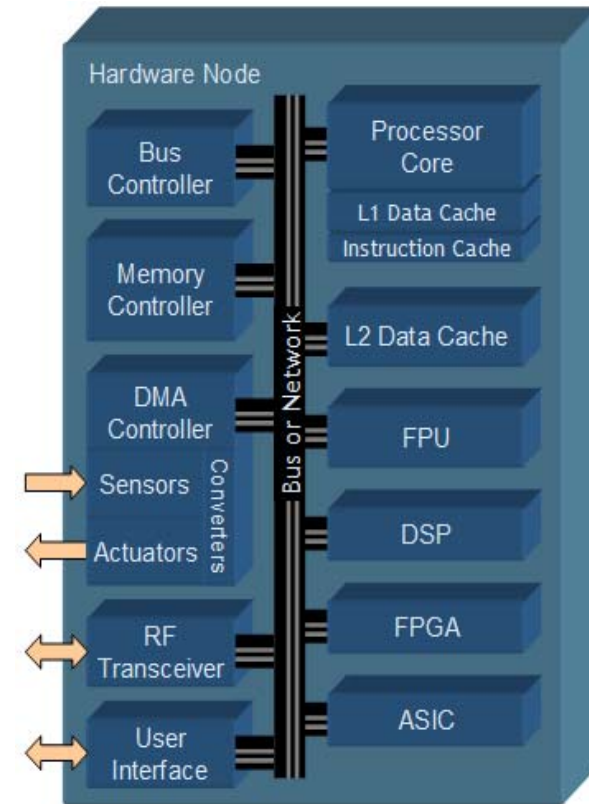 Hardware Node
Bus
Controller
Memory
Controller
DMA
Controller
Sensors
Actuators
Converters
RF
Transceiver
User
Interface
Bus or Network
Processor
Core
L1 Data Cache
Instruction Cache
L2 Data Cache
FPU
DSP
FPGA
ASIC